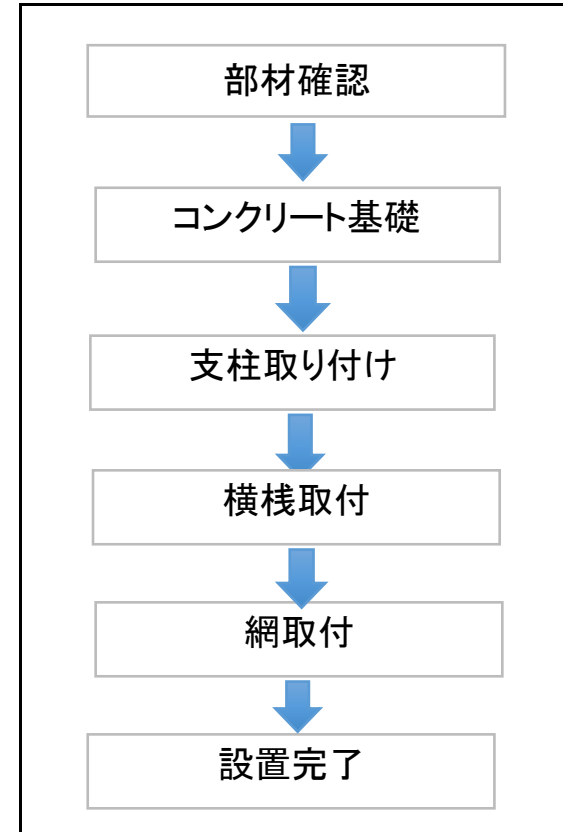 部材確認
コンクリート基礎
支柱取り付け
横桟取付
網取付
設置完了